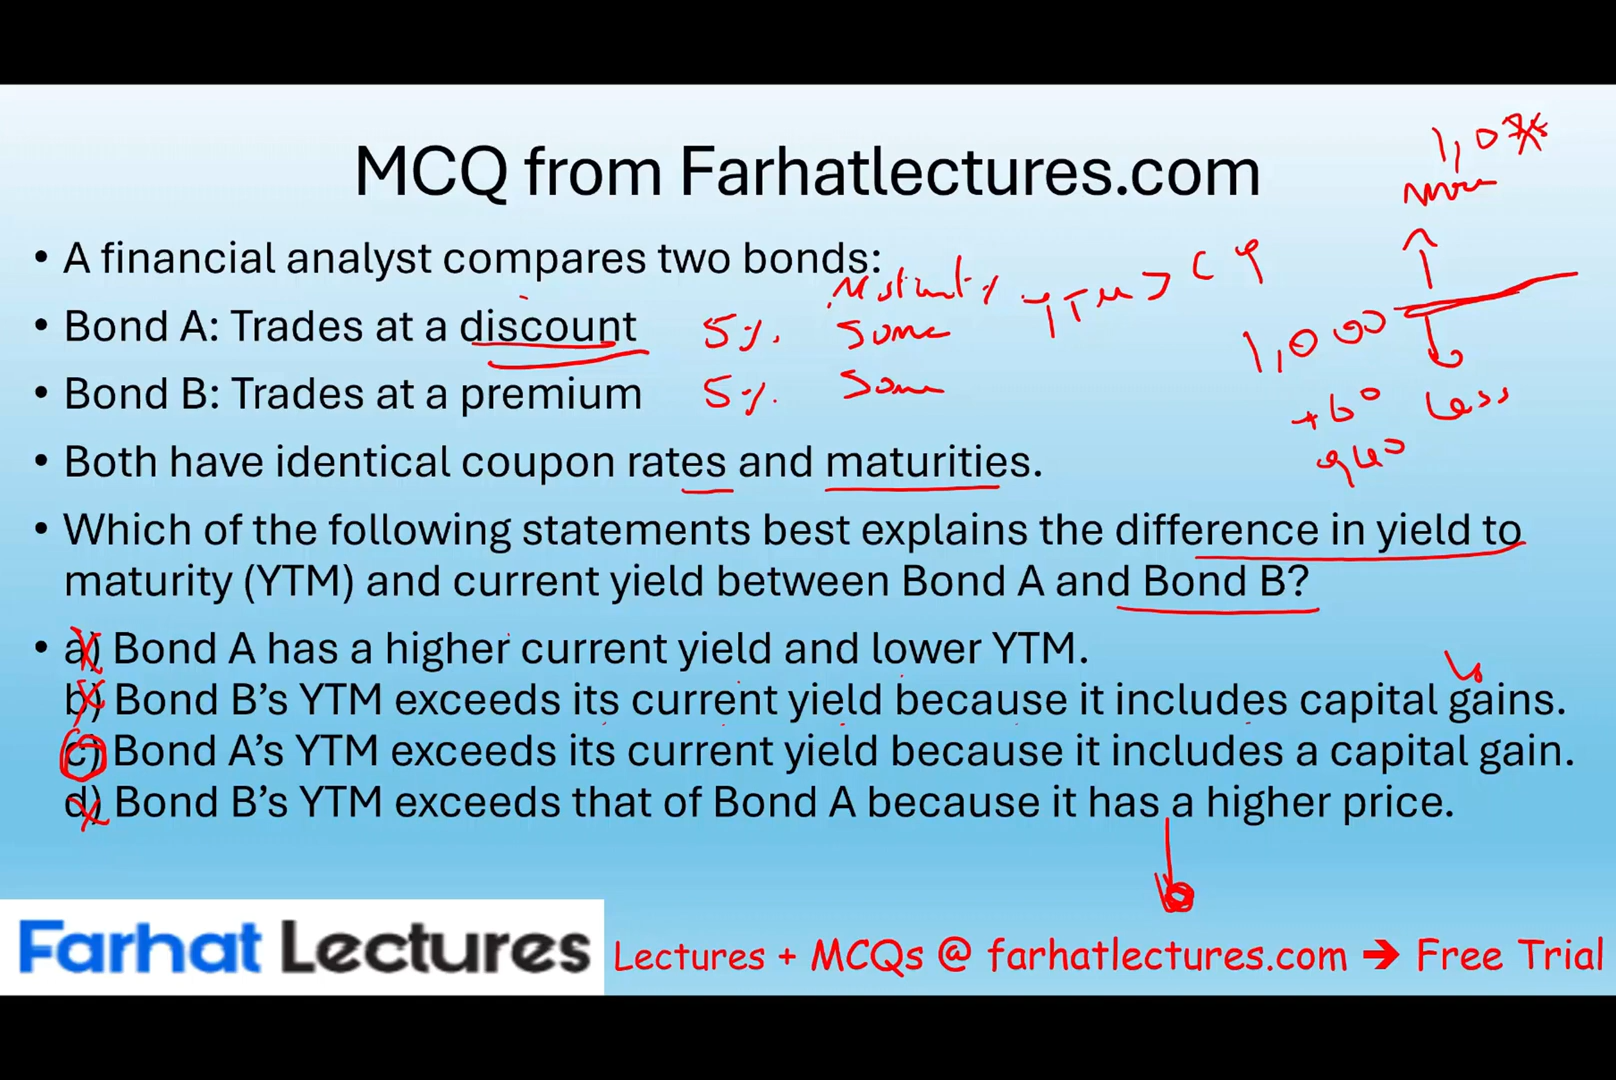 MCQ from Farhatlectures.com
• A financial analyst compares two bonds:
• Bond A: Trades at a discount
5%.
YTM > CY
• Bond B: Trades at a premium
5%.
1,000
less
940
more
• Both have identical coupon rates and maturities.
• Which of the following statements best explains the difference in yield to
maturity (YTM) and current yield between Bond A and Bond B?
• a) Bond A has a higher current yield and lower YTM.
b) Bond B’s YTM exceeds its current yield because it includes capital gains.
c) Bond A’s YTM exceeds its current yield because it includes a capital gain.
d) Bond B’s YTM exceeds that of Bond A because it has a higher price.
Farhat Lectures
Lectures + MCQs @ farhatlectures.com ➔ Free Trial